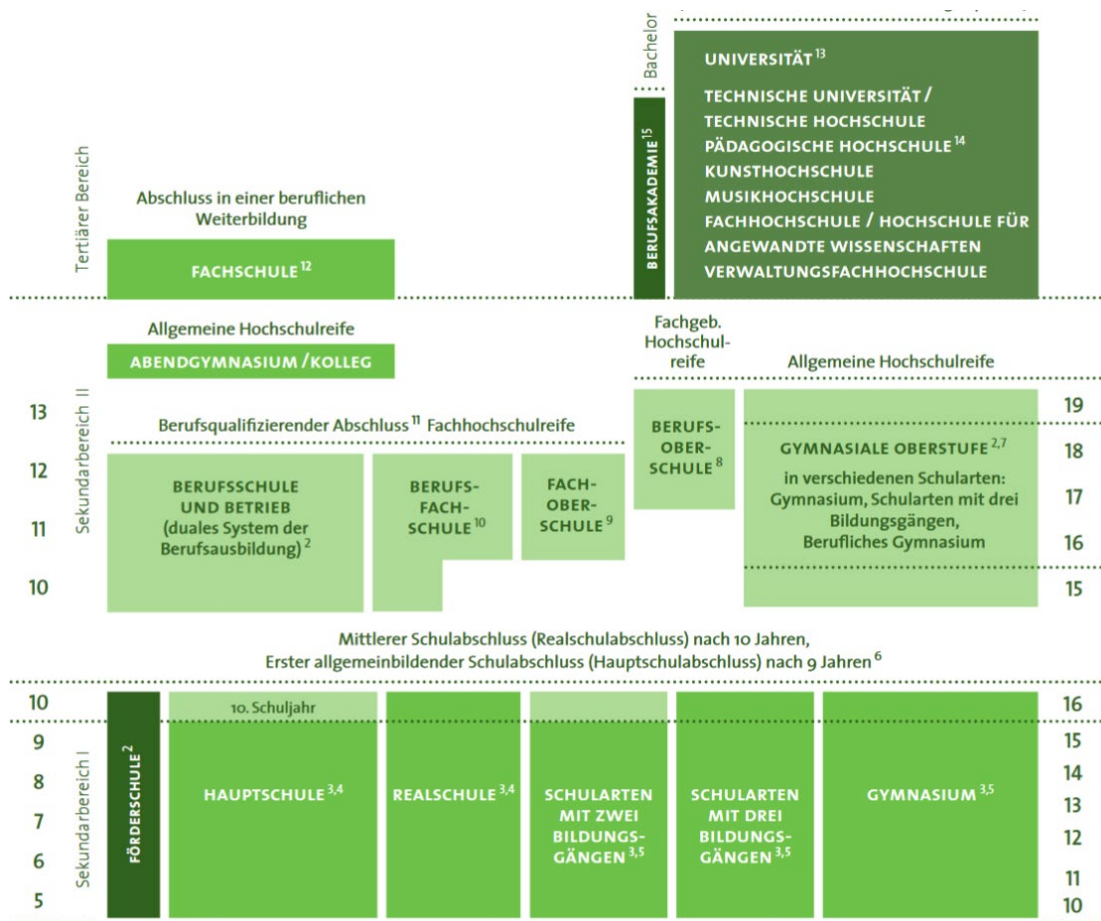 Bachelor
UNIVERSITÄT 13
TECHNISCHE UNIVERSITÄT /
TECHNISCHE HOCHSCHULE
PÄDAGOGISCHE HOCHSCHULE 14
KUNSTHOCHSCHULE
MUSIKHOCHSCHULE
FACHHOCHSCHULE / HOCHSCHULE FÜR
ANGEWANDTE WISSENSCHAFTEN
VERWALTUNGSFACHHOCHSCHULE
BERUFSAKADEMIE 15
Tertiärer Bereich
Abschluss in einer beruflichen
Weiterbildung
FACHSCHULE 12
Allgemeine Hochschulreife
ABENDGYMNASIUM / KOLLEG
Fachgeb.
Hochschul-
reife
Allgemeine Hochschulreife
Sekundarbereich II
13
12
11
10
Berufsqualifizierender Abschluss 11 Fachhochschulreife
BERUFSSCHULE
UND BETRIEB
(duales System der
Berufsausbildung) 2
BERUFS-
FACH-
SCHULE 10
FACH-
OBER-
SCHULE 9
BERUFS-
OBER-
SCHULE 8
GYMNASIALE OBERSTUFE 2,7
in verschiedenen Schularten:
Gymnasium, Schularten mit drei
Bildungsgängen,
Berufliches Gymnasium
19
18
17
16
15
Mittlerer Schulabschluss (Realschulabschluss) nach 10 Jahren,
Erster allgemeinbildender Schulabschluss (Hauptschulabschluss) nach 9 Jahren 6
10
9
8
7
6
5
Sekundarbereich I
FÖRDERSCHULE 2
10. Schuljahr
HAUPTSCHULE 3,4
REALSCHULE 3,4
SCHULARTEN
MIT ZWEI
BILDUNGS-
GÄNGEN 3,5
SCHULARTEN
MIT DREI
BILDUNGS-
GÄNGEN 3,5
GYMNASIUM 3,5
16
15
14
13
12
11
10